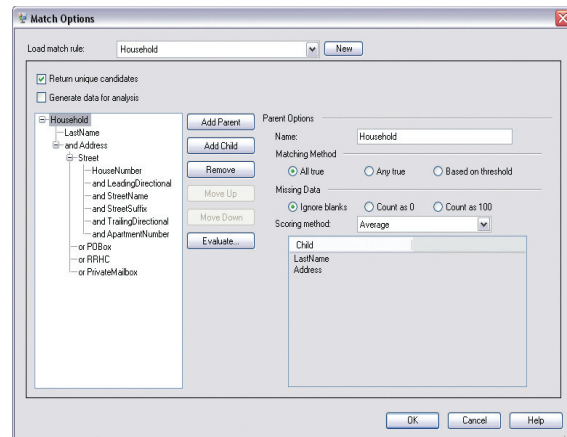 Match Options
Load match rule: Household New
Return unique candidates
Generate data for analysis
Household
LastName
and Address
Street
HouseNumber
and LeadingDirectional
and StreetName
and StreetSuffix
and TrailingDirectional
and ApartmentNumber
or POBox
or RRHC
or PrivateMailbox
Add Parent
Add Child
Remove
Move Up
Move Down
Evaluate...
Parent Options
Name: Household
Matching Method
All true Any true Based on threshold
Missing Data
Ignore blanks Count as 0 Count as 100
Scoring method: Average
Child
LastName
Address
OK Cancel Help